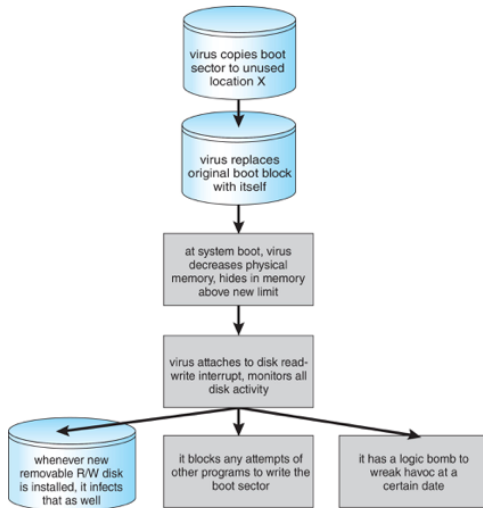 virus copies boot
sector to unused
location X
virus replaces
original boot block
with itself
at system boot, virus
decreases physical
memory, hides in memory
above new limit
virus attaches to disk read-
write interrupt, monitors all
disk activity
whenever new
removable R/W disk
is installed, it infects
that as well
it blocks any attempts of
other programs to write the
boot sector
it has a logic bomb to
wreak havoc at a
certain date